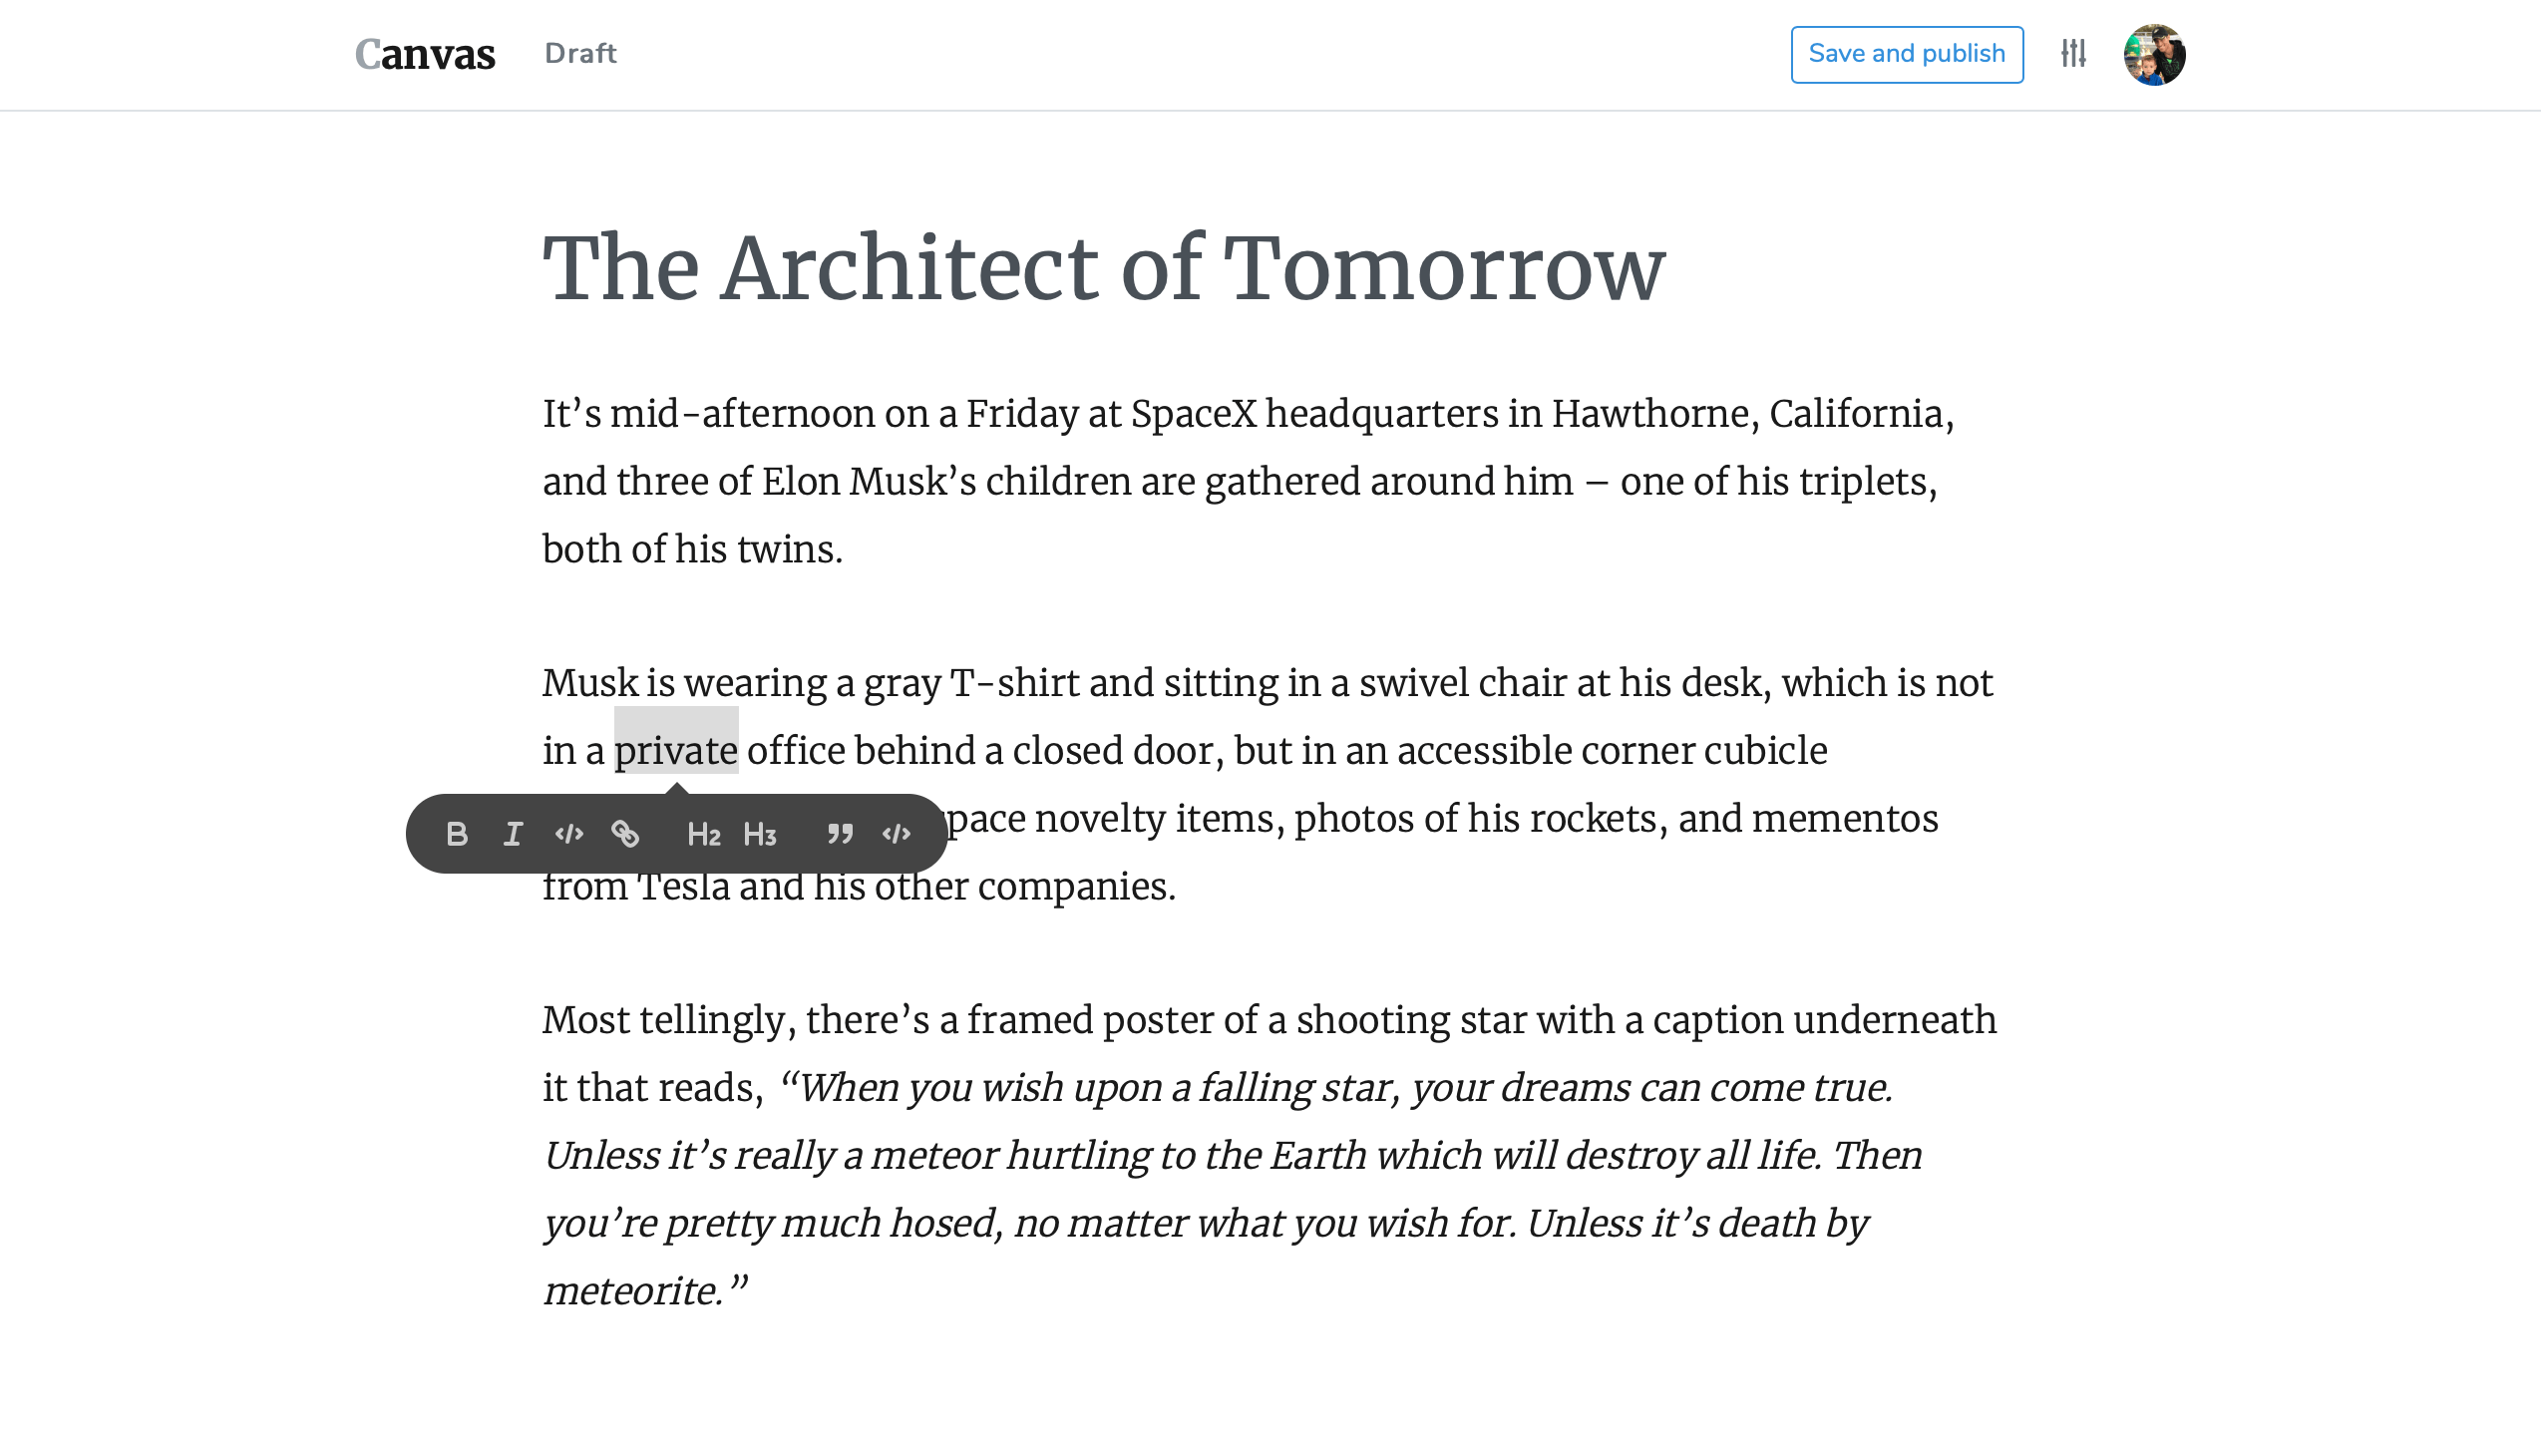 Canvas Draft Save and publish
The Architect of Tomorrow
It’s mid-afternoon on a Friday at SpaceX headquarters in Hawthorne, California,
and three of Elon Musk’s children are gathered around him – one of his triplets,
both of his twins.
Musk is wearing a gray T-shirt and sitting in a swivel chair at his desk, which is not
in a private office behind a closed door, but in an accessible corner cubicle
B I </> H2 H3 ” </>
novelty items, photos of his rockets, and mementos
from Tesla and his other companies.
Most tellingly, there’s a framed poster of a shooting star with a caption underneath
it that reads, “When you wish upon a falling star, your dreams can come true.
Unless it’s really a meteor hurtling to the Earth which will destroy all life. Then
you’re pretty much hosed, no matter what you wish for. Unless it’s death by
meteorite.”